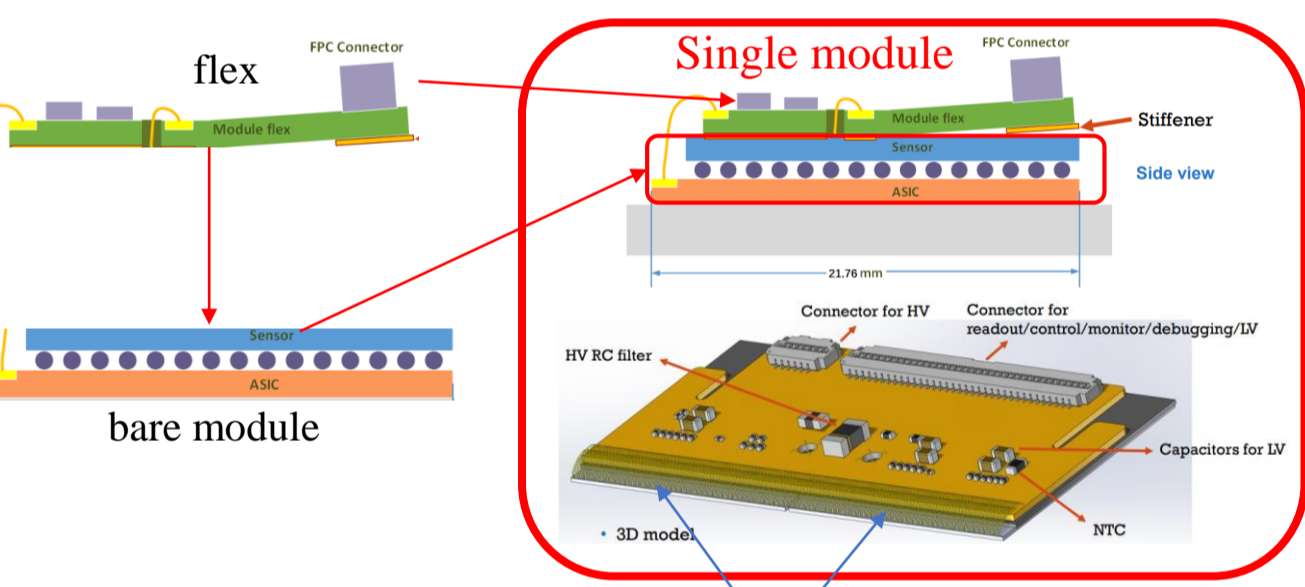 flex
FPC Connector
Module flex
Sensor
ASIC
bare module
Single module
FPC Connector
Module flex
Stiffener
Sensor
Side view
ASIC
21.76 mm
Connector for HV
Connector for
readout/control/monitor/debugging/LV
HV RC filter
Capacitors for LV
NTC
• 3D model